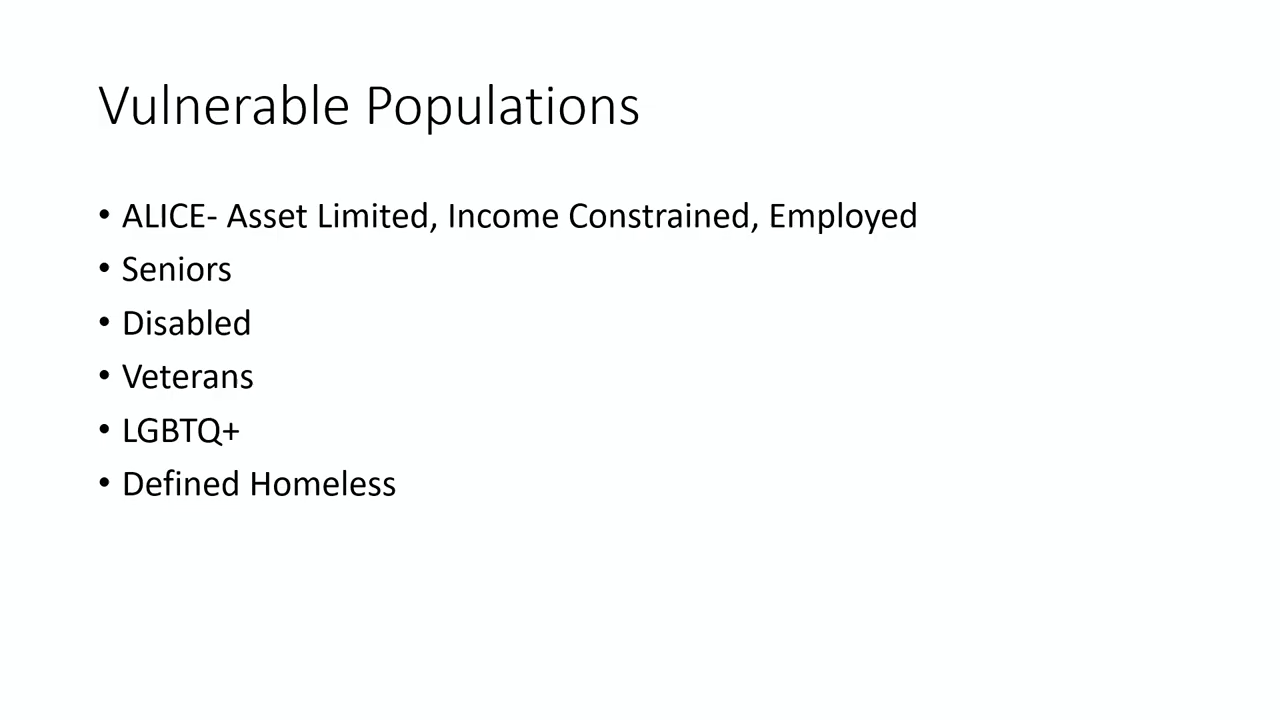 Vulnerable Populations
• ALICE- Asset Limited, Income Constrained, Employed
• Seniors
• Disabled
• Veterans
• LGBTQ+
• Defined Homeless